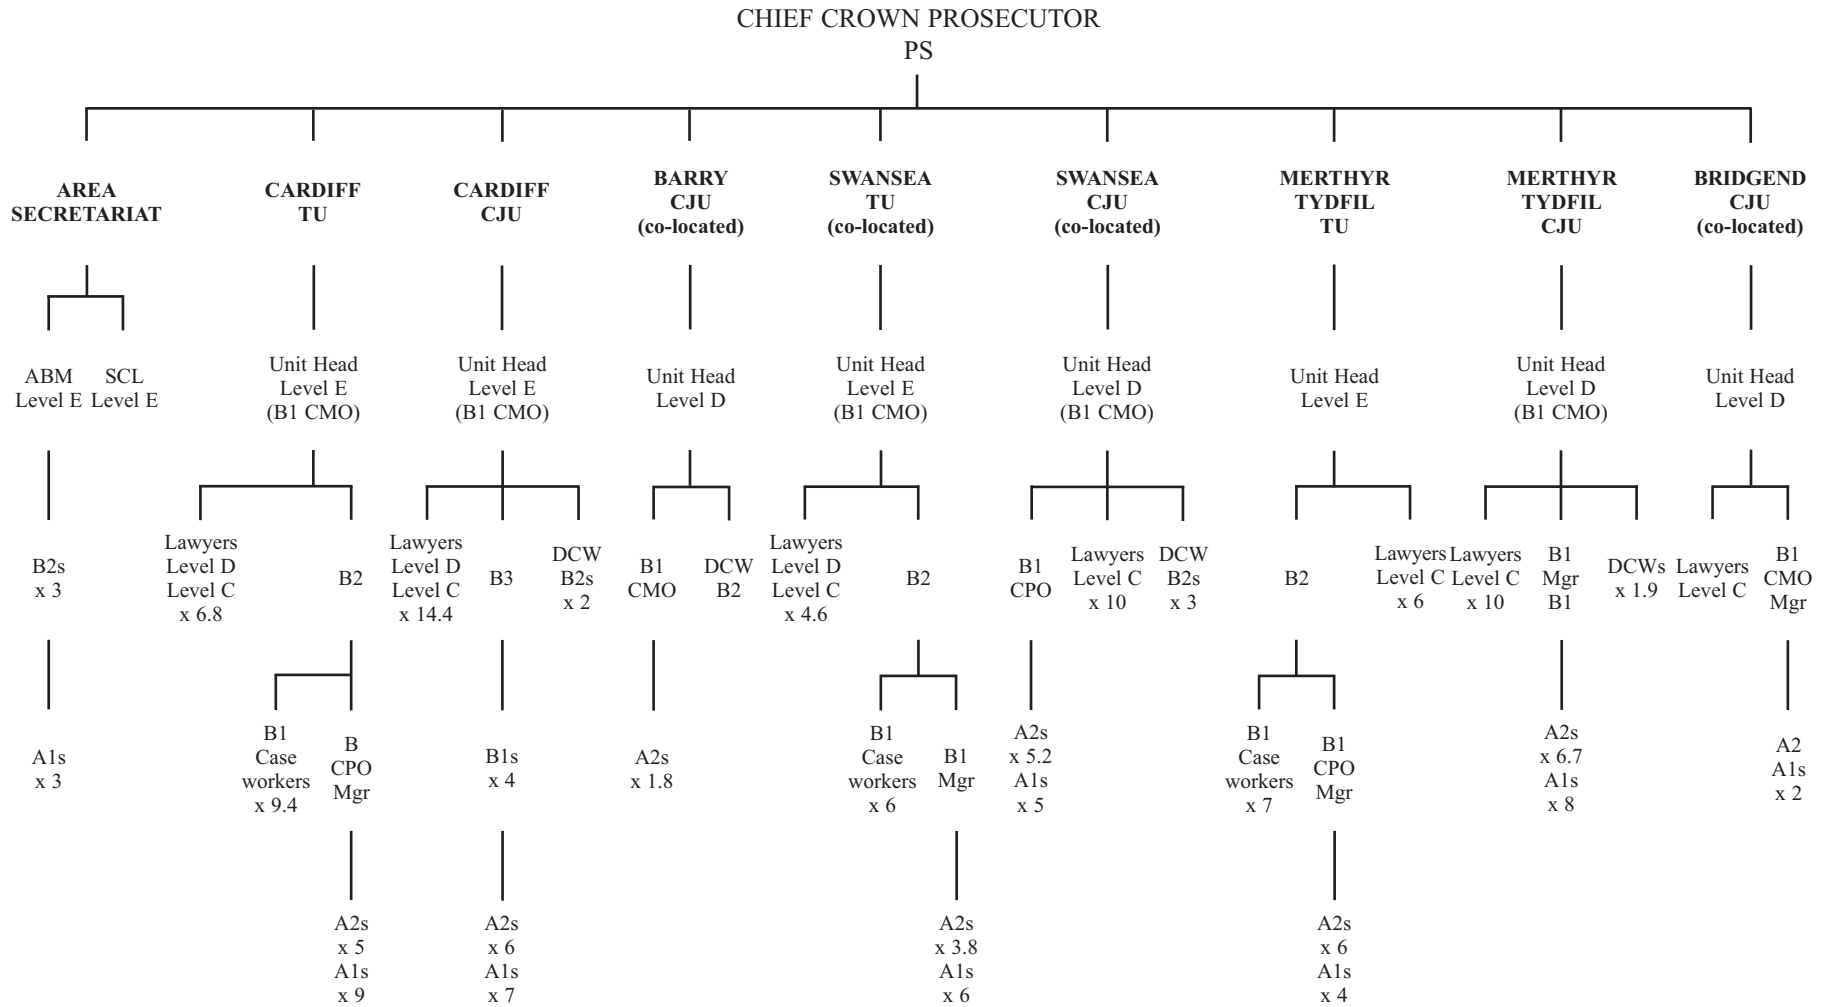 CHIEF CROWN PROSECUTOR
PS
AREA
SECRETARIAT
CARDIFF
TU
CARDIFF
CJU
BARRY
CJU
(co-located)
SWANSEA
TU
(co-located)
SWANSEA
CJU
(co-located)
MERTHYR
TYDFIL
TU
MERTHYR
TYDFIL
CJU
BRIDGEND
CJU
(co-located)
ABM
Level E
SCL
Level E
Unit Head
Level E
(B1 CMO)
Unit Head
Level E
(B1 CMO)
Unit Head
Level D
Unit Head
Level E
(B1 CMO)
Unit Head
Level D
(B1 CMO)
Unit Head
Level E
Unit Head
Level D
(B1 CMO)
Unit Head
Level D
B2s
x 3
Lawyers
Level D
Level C
x 6.8
B2
Lawyers
Level D
Level C
x 14.4
B3
DCW
B2s
x 2
B1
CMO
DCW
B2
Lawyers
Level D
Level C
x 4.6
B2
B1
CPO
Lawyers
Level C
x 10
DCW
B2s
x 3
B2
Lawyers
Level C
x 6
Lawyers
Level C
x 10
B1
Mgr
B1
DCWs
x 1.9
Lawyers
Level C
B1
CMO
Mgr
A1s
x 3
B1
Case
workers
x 9.4
B
CPO
Mgr
B1s
x 4
A2s
x 1.8
B1
Case
workers
x 6
B1
Mgr
A2s
x 5.2
A1s
x 5
B1
Case
workers
x 7
B1
CPO
Mgr
A2s
x 6.7
A1s
x 8
A2
A1s
x 2
A2s
x 5
A1s
x 9
A2s
x 6
A1s
x 7
A2s
x 3.8
A1s
x 6
A2s
x 6
A1s
x 4